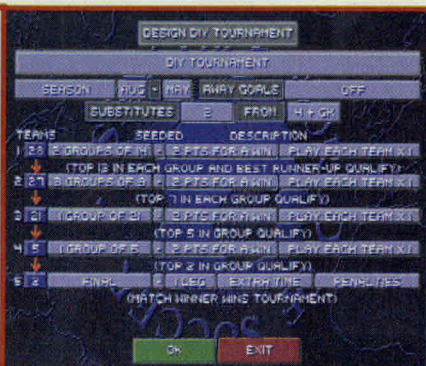 DESIGN DIY TOURNAMENT
DIY TOURNAMENT
SEASON AUG - MAY AWAY GOALS OFF
SUBSTITUTES 2 FROM 4 + GK
TEAMS SEEDED DESCRIPTION
1 28 2 GROUPS OF 14 - 2 PTS FOR A WIN PLAY EACH TEAM X 1
(TOP 13 IN EACH GROUP AND BEST RUNNER-UP QUALIFY)
2 27 3 GROUPS OF 9 - 2 PTS FOR A WIN PLAY EACH TEAM X 1
(TOP 7 IN EACH GROUP QUALIFY)
3 21 1 GROUP OF 21 - 2 PTS FOR A WIN PLAY EACH TEAM X 1
(TOP 5 IN GROUP QUALIFY)
4 5 1 GROUP OF 5 - 2 PTS FOR A WIN PLAY EACH TEAM X 1
(TOP 2 IN GROUP QUALIFY)
5 2 FINAL - 1 LEG EXTRA TIME PENALTIES
(MATCH WINNER WINS TOURNAMENT)
OK EXIT